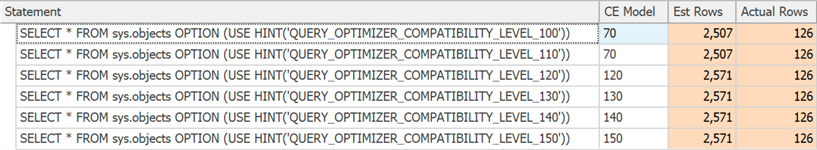 Statement CE Model Est Rows Actual Rows
SELECT * FROM sys.objects OPTION (USE HINT('QUERY_OPTIMIZER_COMPATIBILITY_LEVEL_100')) 70 2,507 126
SELECT * FROM sys.objects OPTION (USE HINT('QUERY_OPTIMIZER_COMPATIBILITY_LEVEL_110')) 70 2,507 126
SELECT * FROM sys.objects OPTION (USE HINT('QUERY_OPTIMIZER_COMPATIBILITY_LEVEL_120')) 120 2,571 126
SELECT * FROM sys.objects OPTION (USE HINT('QUERY_OPTIMIZER_COMPATIBILITY_LEVEL_130')) 130 2,571 126
SELECT * FROM sys.objects OPTION (USE HINT('QUERY_OPTIMIZER_COMPATIBILITY_LEVEL_140')) 140 2,571 126
SELECT * FROM sys.objects OPTION (USE HINT('QUERY_OPTIMIZER_COMPATIBILITY_LEVEL_150')) 150 2,571 126